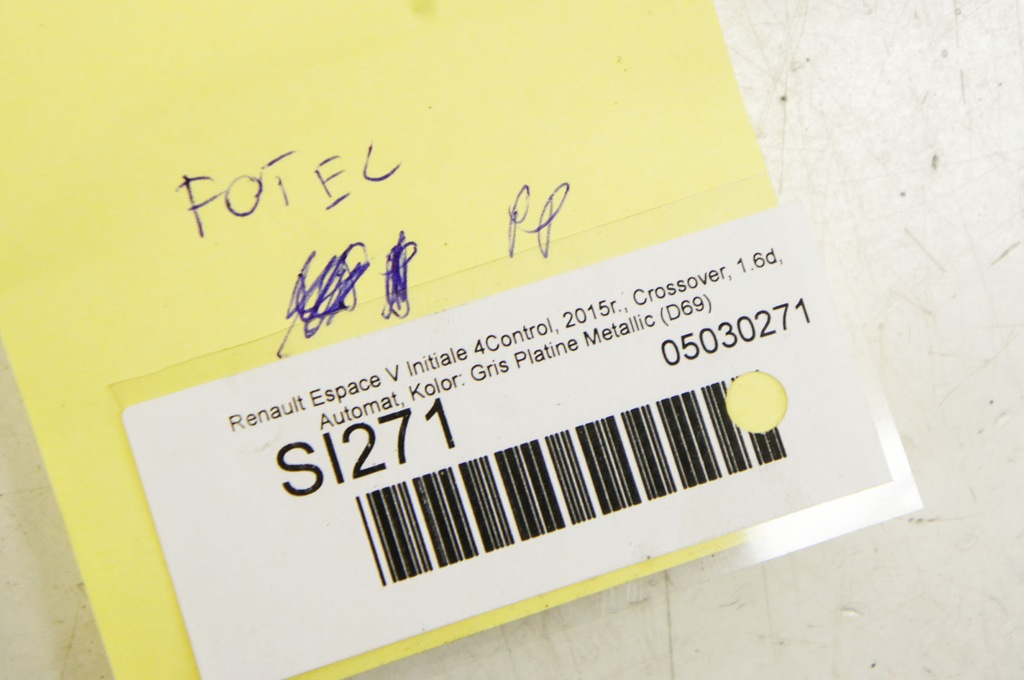 FOTEL
PP
Renault Espace V Initiale 4Control, 2015r., Crossover, 1.6d,
Automat, Kolor: Gris Platine Metallic (D69)
05030271
SI271